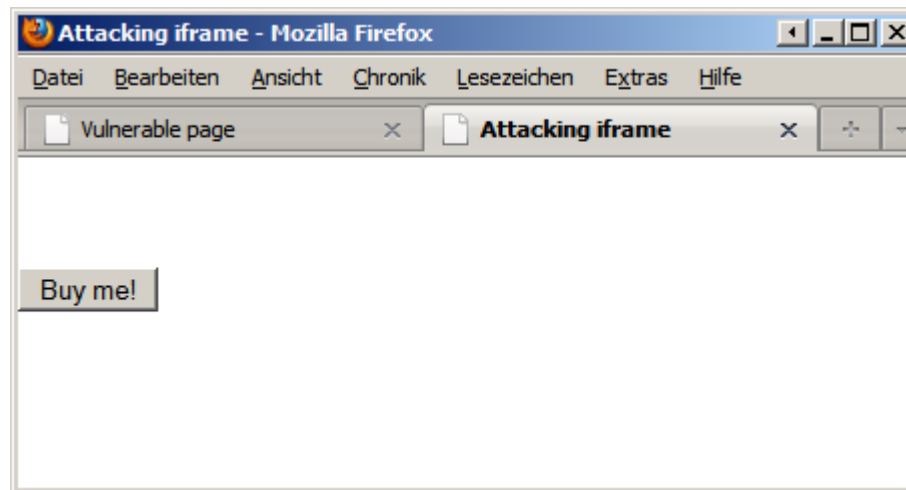 Attacking iframe - Mozilla Firefox
Datei Bearbeiten Ansicht Chronik Lesezeichen Extras Hilfe
Vulnerable page Attacking iframe
Buy me!